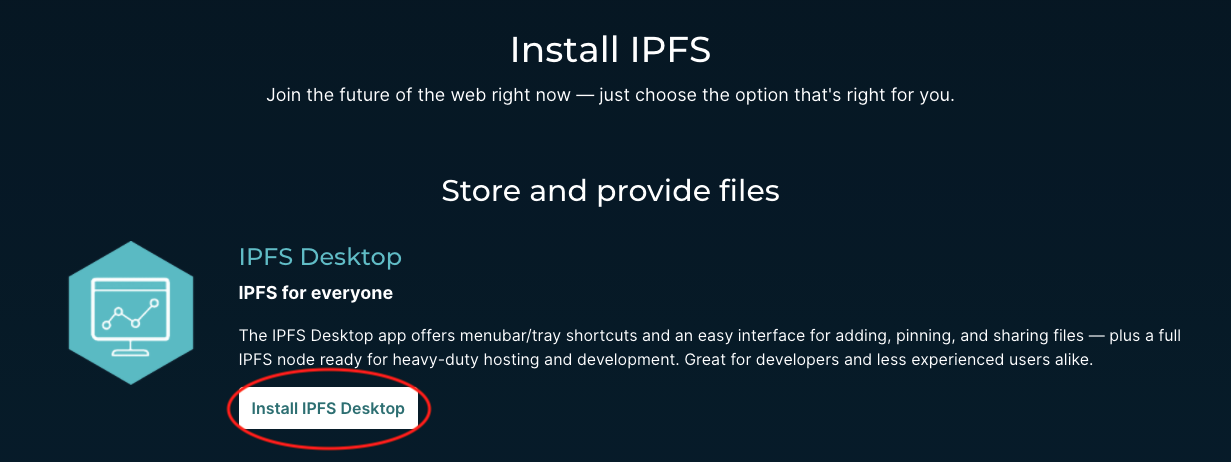 Install IPFS
Join the future of the web right now — just choose the option that's right for you.
Store and provide files
IPFS Desktop
IPFS for everyone
The IPFS Desktop app offers menubar/tray shortcuts and an easy interface for adding, pinning, and sharing files — plus a full
IPFS node ready for heavy-duty hosting and development. Great for developers and less experienced users alike.
Install IPFS Desktop